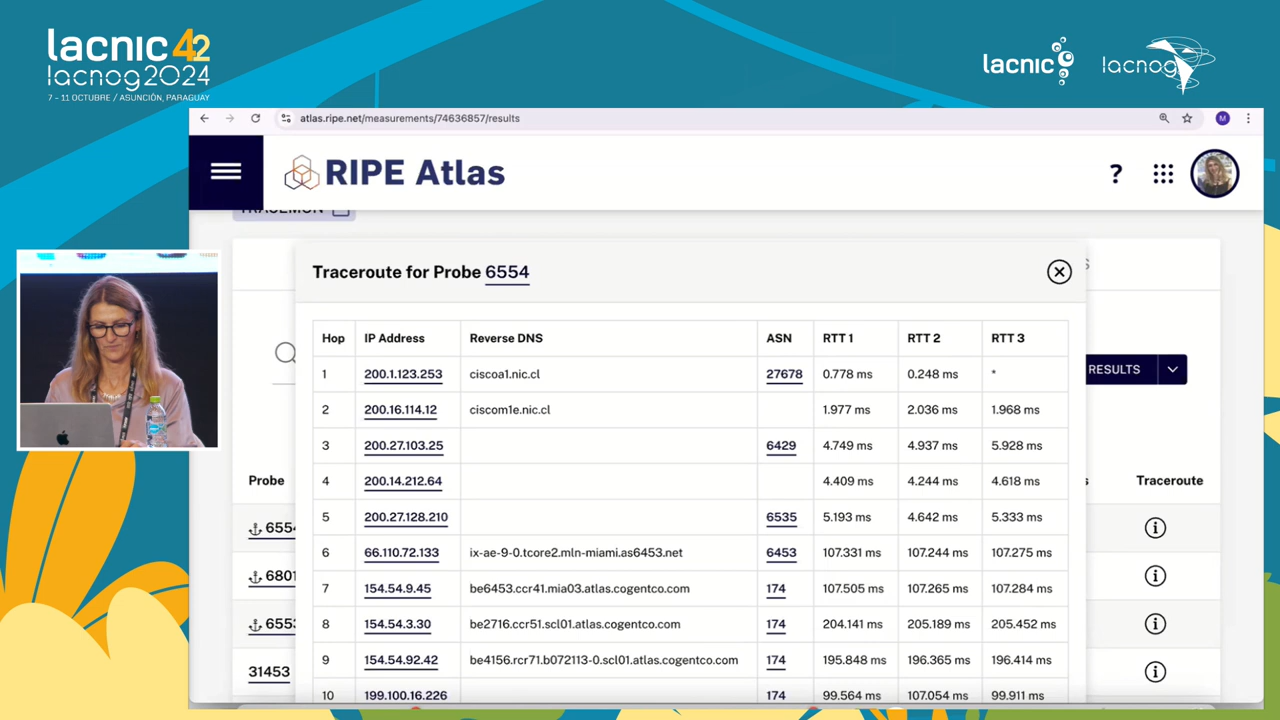 lacnic 42
lacnog2024
7 - 11 OCTUBRE / ASUNCIÓN, PARAGUAY
lacnic
lacnog
atlas.ripe.net/measurements/74636857/results
M
RIPE Atlas
?
TRACEMON
Traceroute for Probe 6554
Hop IP Address Reverse DNS ASN RTT 1 RTT 2 RTT 3
1 200.1.123.253 ciscoa1.nic.cl 27678 0.778 ms 0.248 ms *
RESULTS
2 200.16.114.12 ciscom1e.nic.cl 1.977 ms 2.036 ms 1.968 ms
3 200.27.103.25 6429 4.749 ms 4.937 ms 5.928 ms
Probe
4 200.14.212.64 4.409 ms 4.244 ms 4.618 ms
Traceroute
5 200.27.128.210 6535 5.193 ms 4.642 ms 5.333 ms
6554
6 66.110.72.133 ix-ae-9-0.tcore2.mln-miami.as6453.net 6453 107.331 ms 107.244 ms 107.275 ms
6801
7 154.54.9.45 be6453.ccr41.mia03.atlas.cogentco.com 174 107.505 ms 107.265 ms 107.284 ms
6553
8 154.54.3.30 be2716.ccr51.scl01.atlas.cogentco.com 174 204.141 ms 205.189 ms 205.452 ms
31453
9 154.54.92.42 be4156.rcr71.b072113-0.scl01.atlas.cogentco.com 174 195.848 ms 196.365 ms 196.414 ms
10 199.100.16.226 174 99.564 ms 107.054 ms 99.911 ms